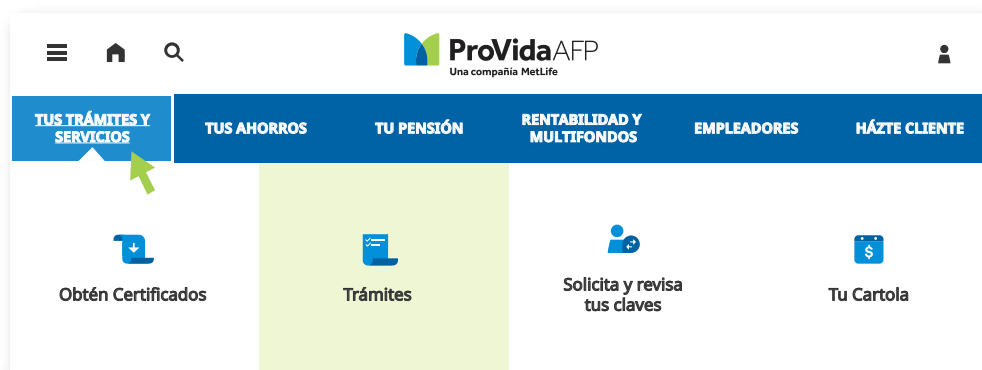 ProVidaAFP
Una compañía MetLife
TUS TRÁMITES Y
SERVICIOS
TUS AHORROS
TU PENSIÓN
RENTABILIDAD Y
MULTIFONDOS
EMPLEADORES
HÁZTE CLIENTE
Obtén Certificados
Trámites
Solicita y revisa
tus claves
$
Tu Cartola